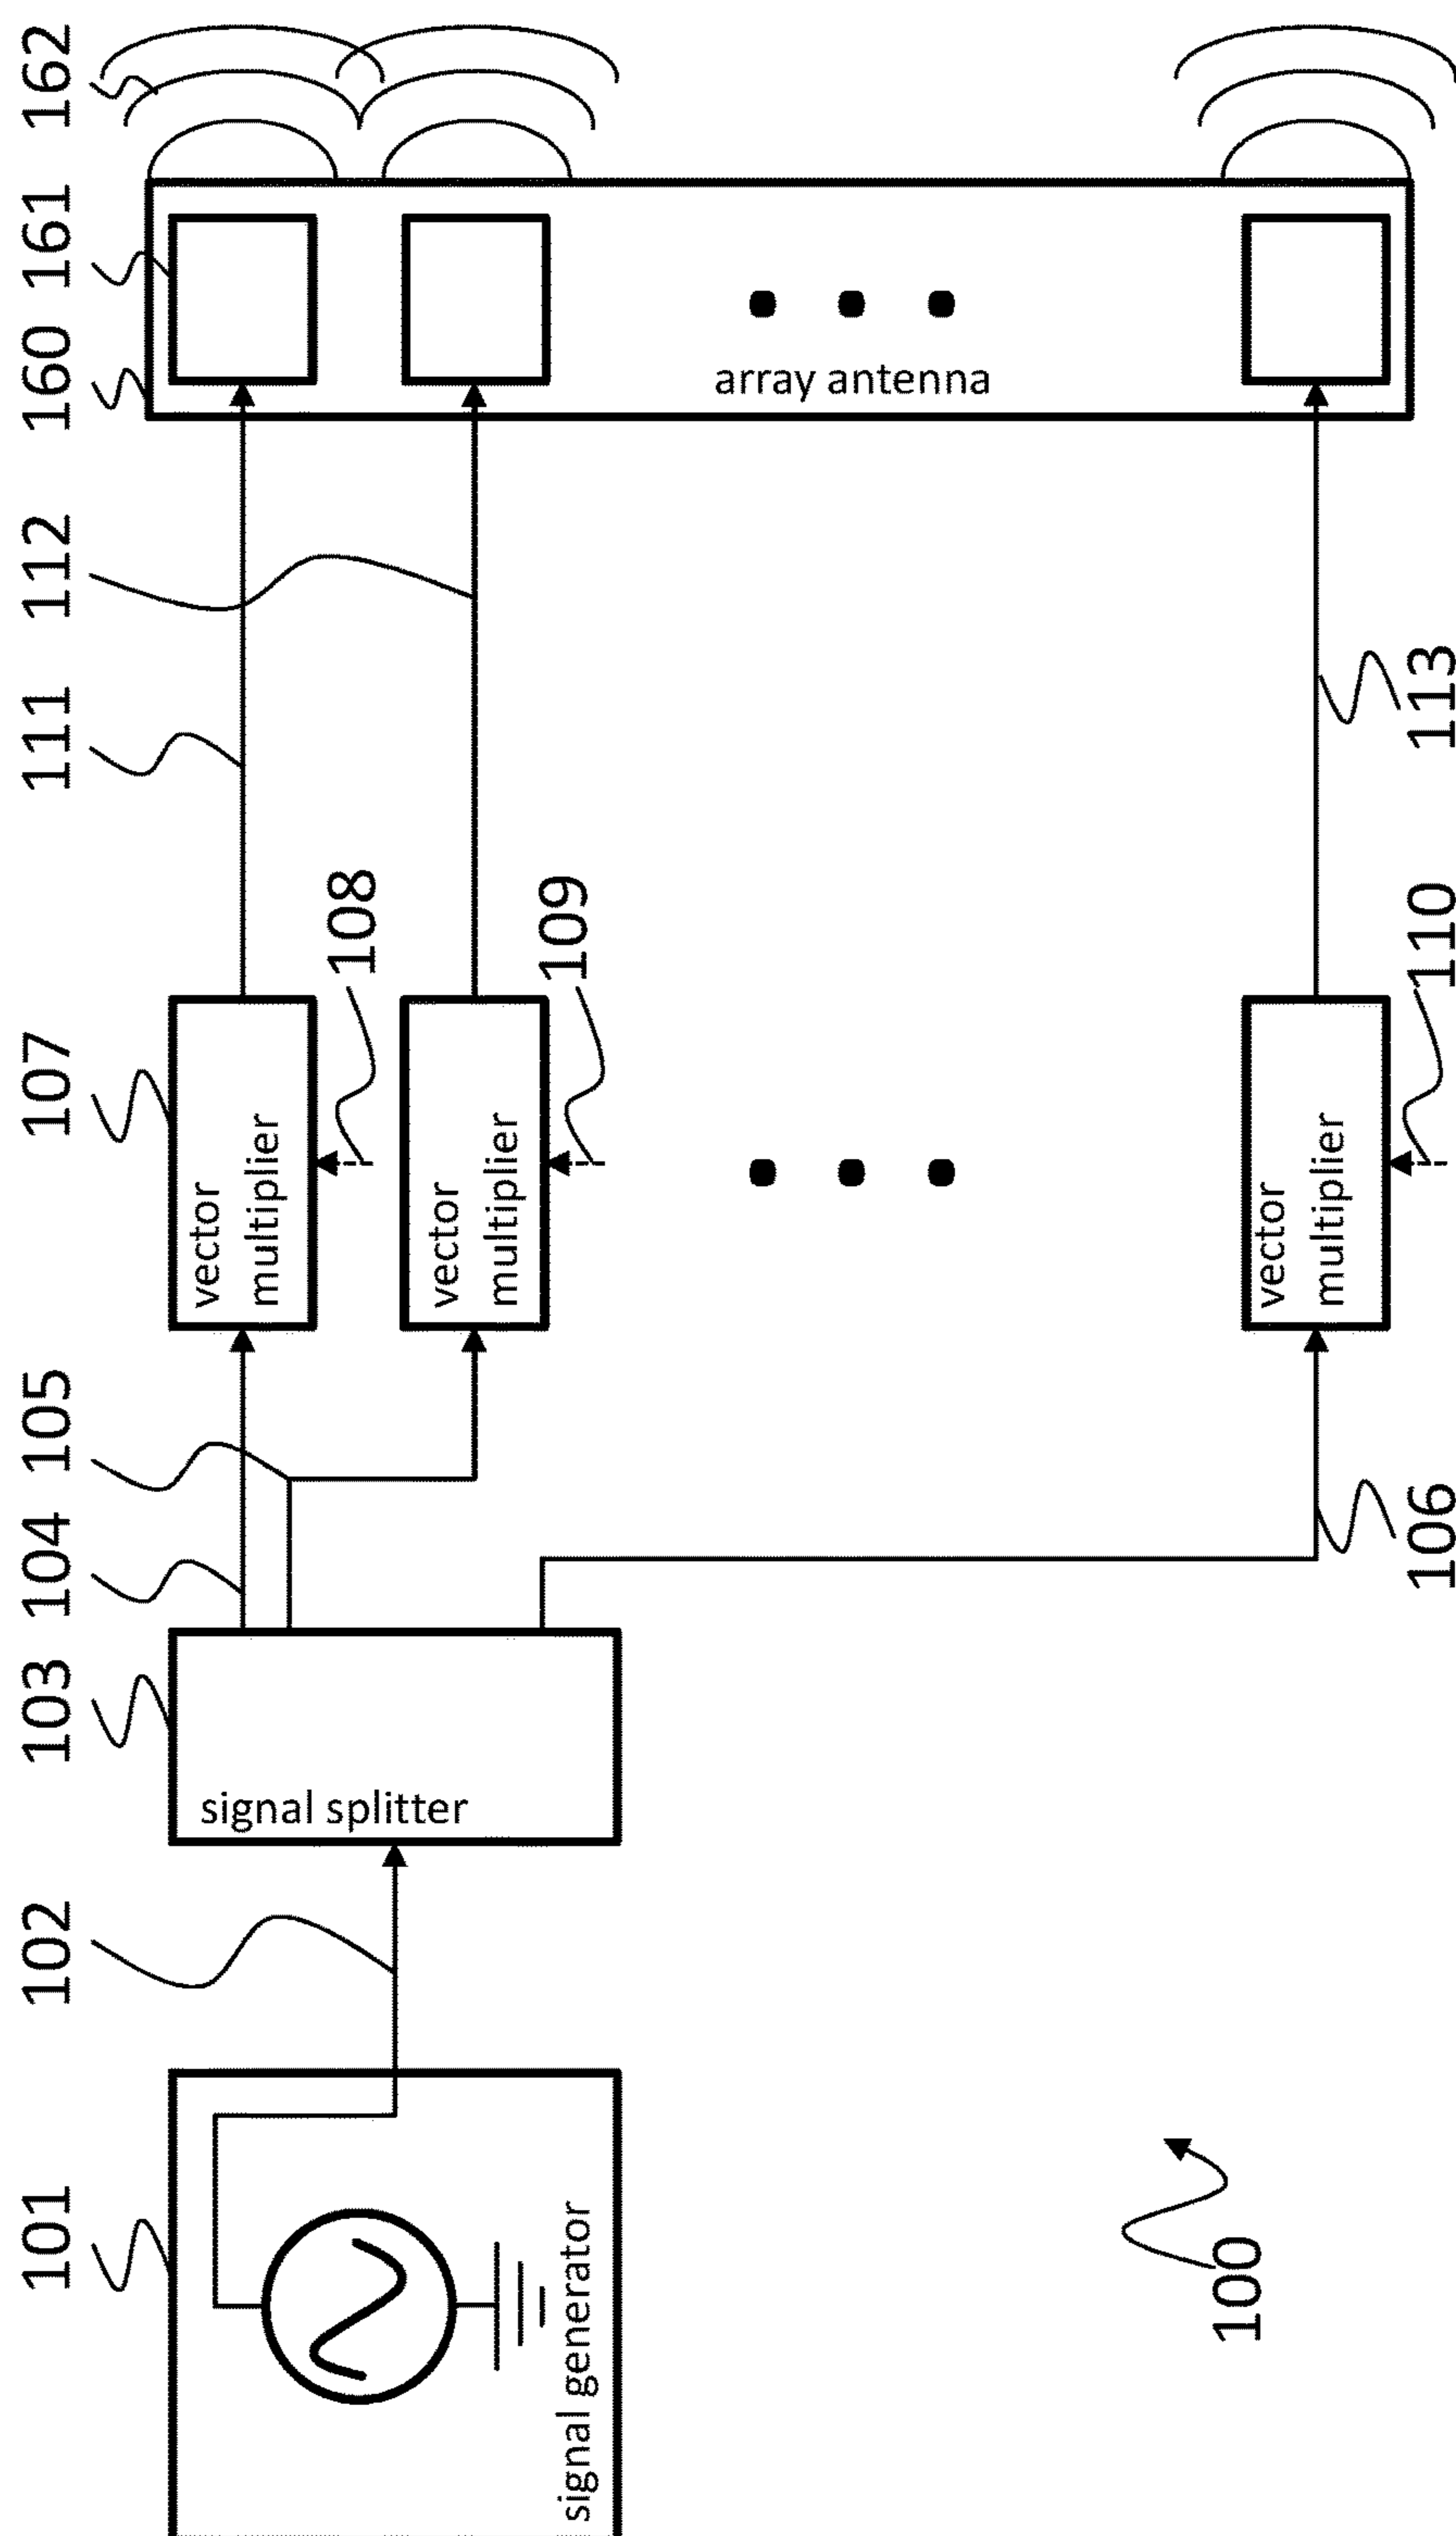 162
161
160
array antenna
112
111
113
108
109
110
107
vector
multiplier
vector
multiplier
vector
multiplier
105
104
106
103
signal splitter
102
101
signal generator
100